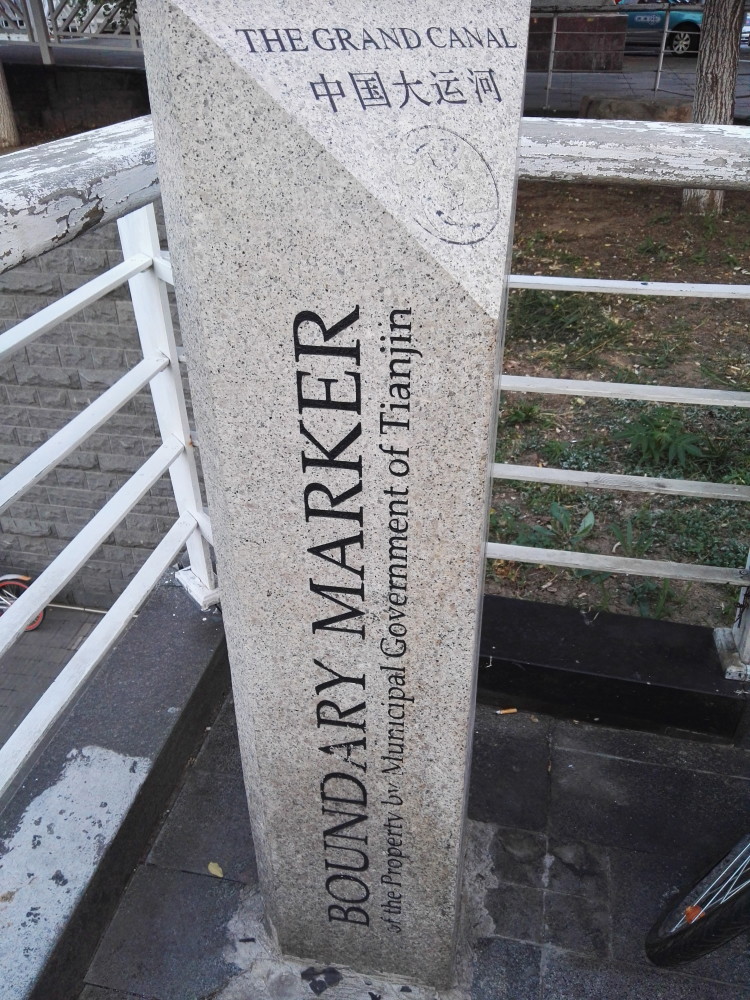 THE GRAND CANAL
中国大运河
BOUNDARY MARKER
of the Property by Municipal Government of Tianjin